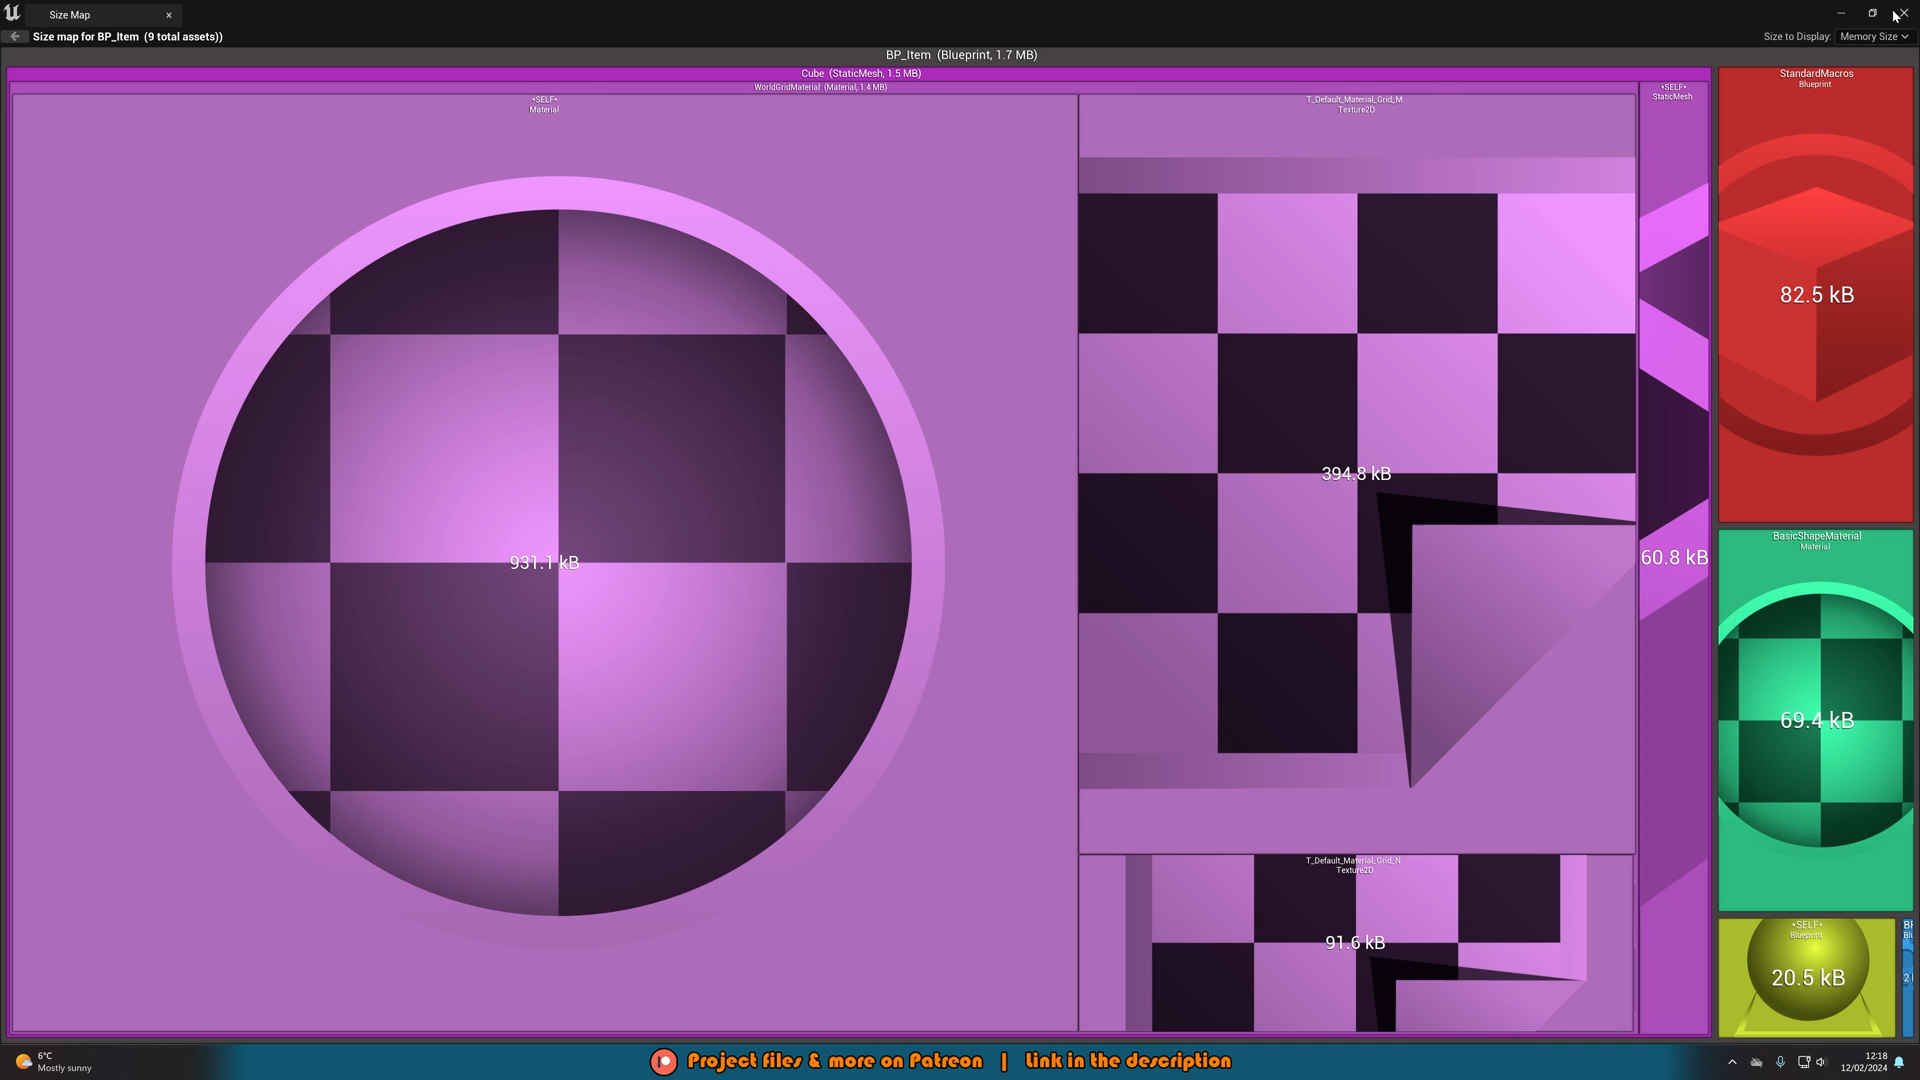 Size Map
Size map for BP_Item (9 total assets))
Size to Display: Memory Size
BP_Item (Blueprint, 1.7 MB)
Cube (StaticMesh, 1.5 MB)
WorldGridMaterial (Material, 1.4 MB)
*SELF*
Material
931.1 kB
T_Default_Material_Grid_M
Texture2D
394.8 kB
T_Default_Material_Grid_N
Texture2D
91.6 kB
*SELF*
StaticMesh
60.8 kB
StandardMacros
Blueprint
82.5 kB
BasicShapeMaterial
Material
69.4 kB
*SELF*
Blueprint
20.5 kB
6°C
Mostly sunny
Project files & more on Patreon | Link in the description
12:18
12/02/2024